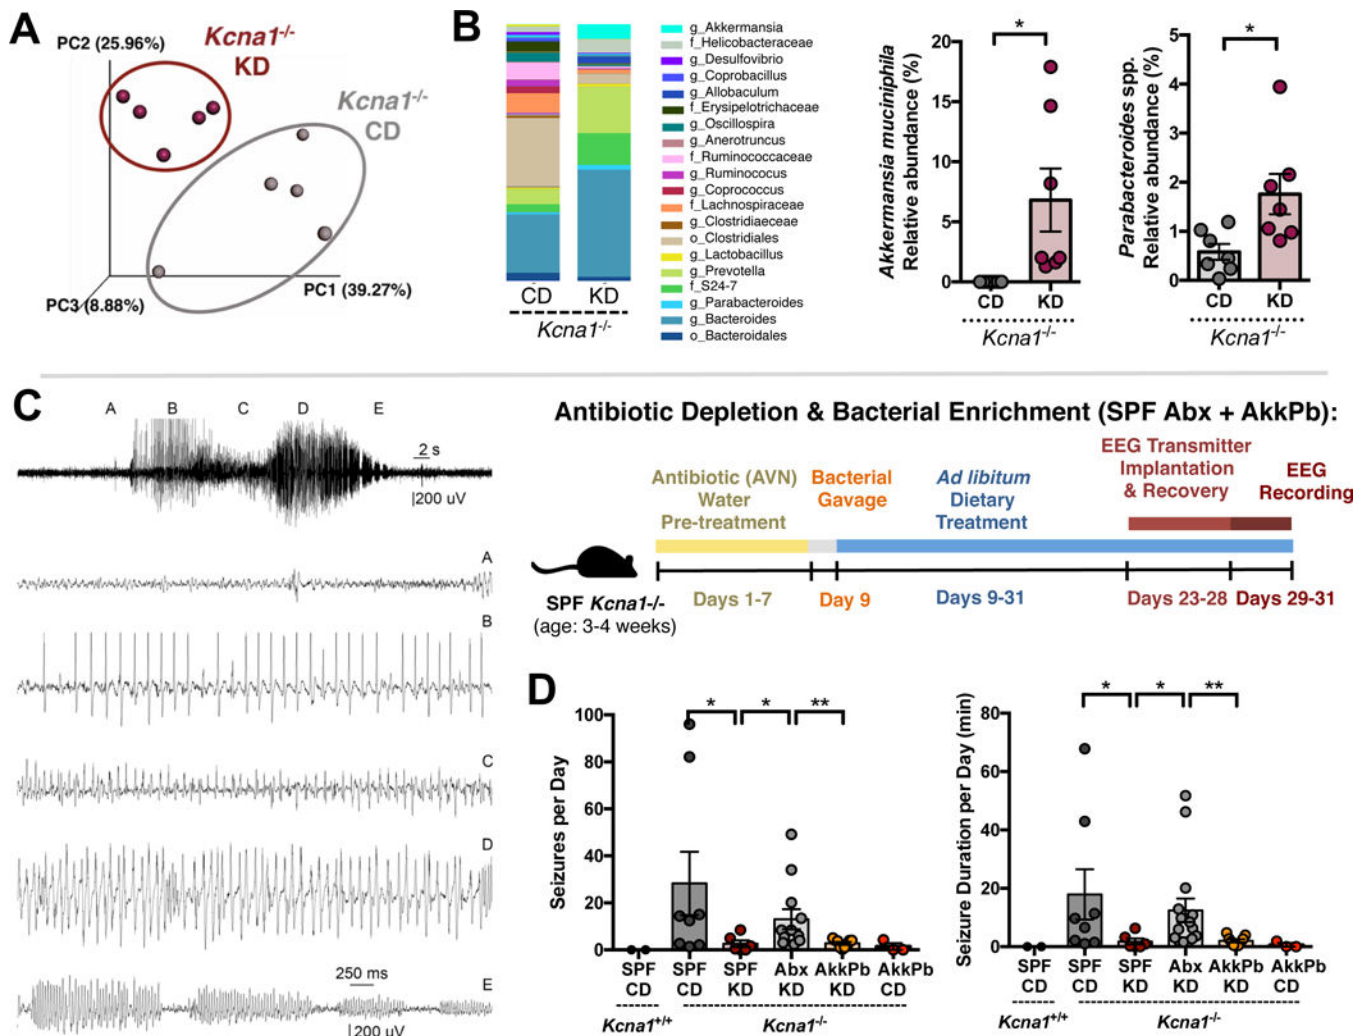 A
PC2 (25.96%)
Kcna1-/-
KD
Kcna1-/-
CD
PC1 (39.27%)
PC3 (8.88%)
B
g_Akkermansia
f_Helicobacteraceae
g_Desulfovibrio
g_Coprobacillus
g_Allobaculum
f_Erysipelotrichaceae
g_Oscillospira
g_Anerotruncus
f_Ruminococcaceae
g_Ruminococus
g_Coprococcus
f_Lachnospiraceae
g_Clostridiaeceae
o_Clostridiales
g_Lactobacillus
g_Prevotella
f_S24-7
g_Parabacteroides
g_Bacteroides
o_Bacteroidales
CD KD
Kcna1-/-
Akkermansia muciniphila
Relative abundance (%)
20
15
10
5
0
*
CD KD
Kcna1-/-
Parabacteroides spp.
Relative abundance (%)
5
4
3
2
1
0
*
CD KD
Kcna1-/-
C
A B C D E
2 s
200 uV
A
B
C
D
E
250 ms
200 uV
Antibiotic Depletion & Bacterial Enrichment (SPF Abx + AkkPb):
Antibiotic (AVN)
Water
Pre-treatment
Bacterial
Gavage
Ad libitum
Dietary
Treatment
EEG Transmitter
Implantation
& Recovery
EEG
Recording
SPF Kcna1-/-
(age: 3-4 weeks)
Days 1-7
Day 9
Days 9-31
Days 23-28
Days 29-31
D
Seizures per Day
100
80
60
40
20
0
* * **
SPF SPF SPF Abx AkkPb AkkPb
CD CD KD KD KD CD
Kcna1+/+ Kcna1-/-
Seizure Duration per Day (min)
80
60
40
20
0
* * **
SPF SPF SPF Abx AkkPb AkkPb
CD CD KD KD KD CD
Kcna1+/+ Kcna1-/-